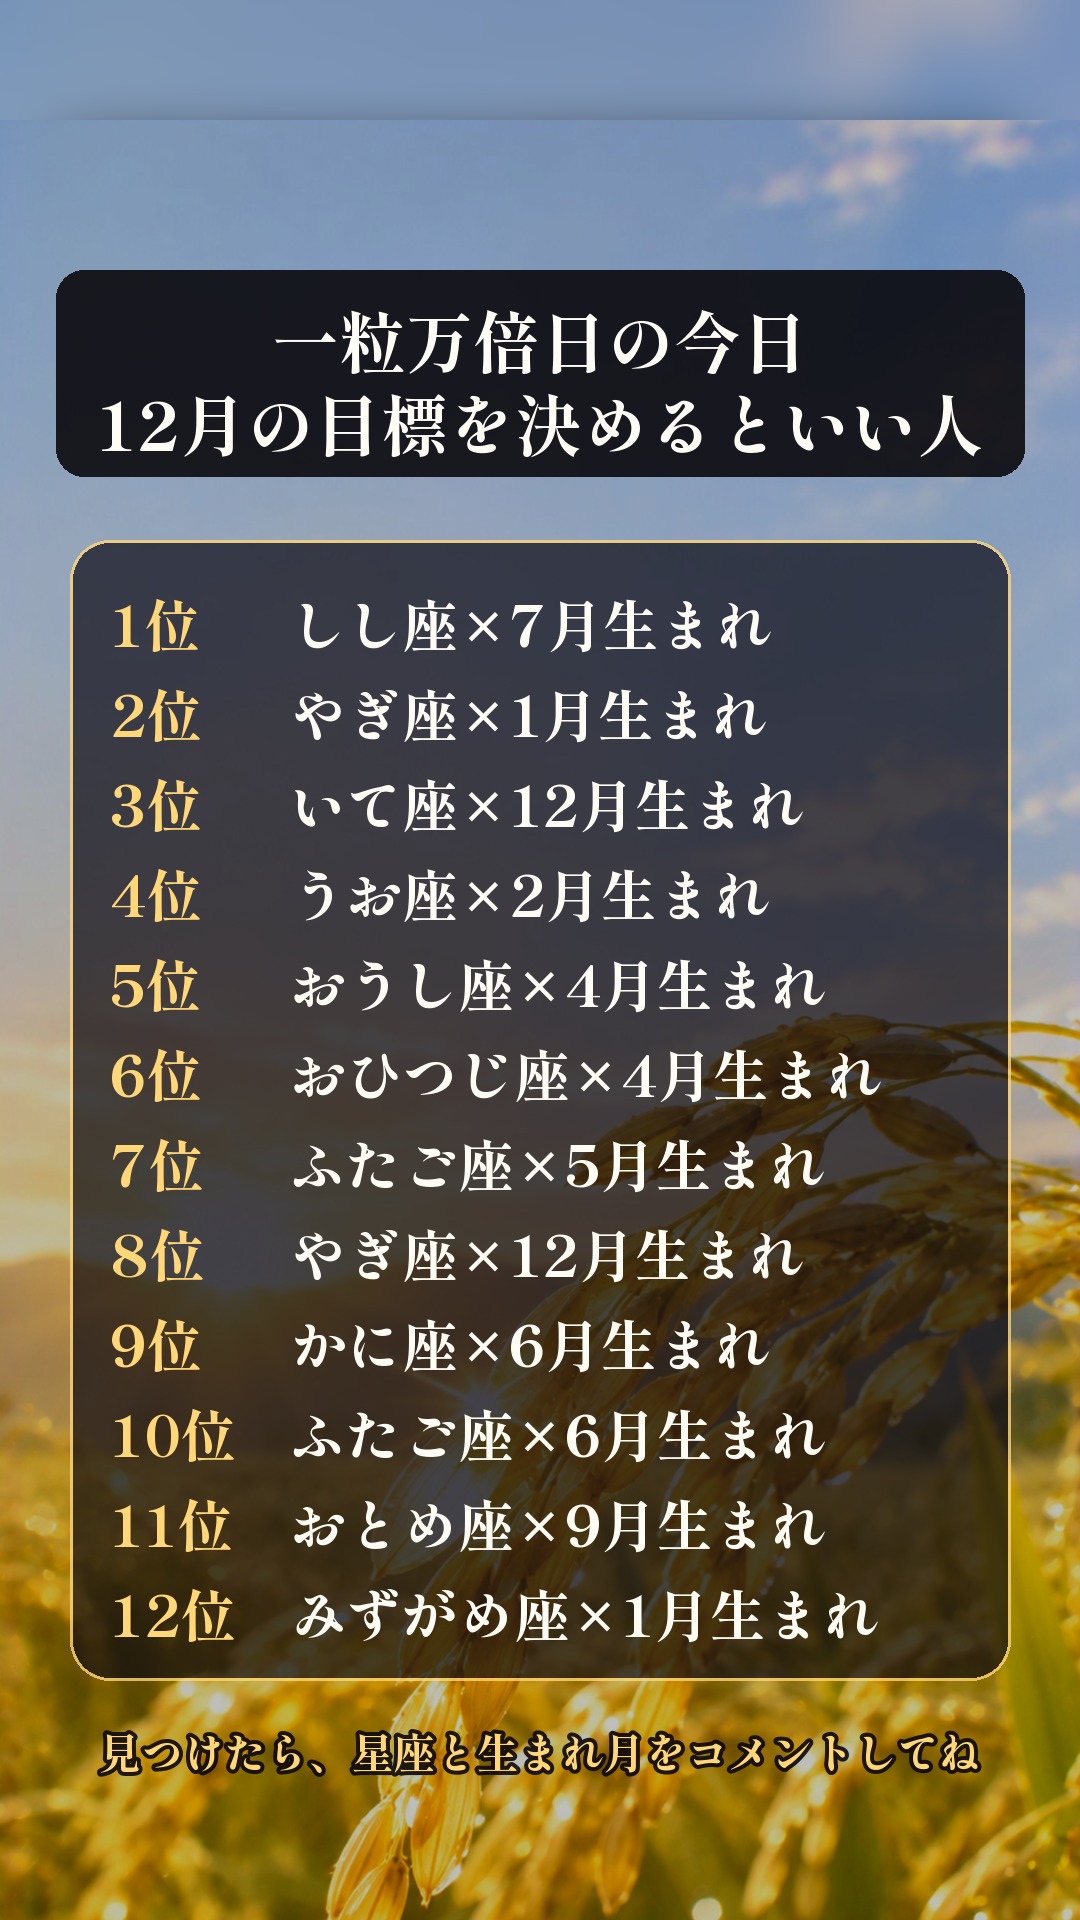 一粒万倍日の今日
12月の目標を決めるといい人
1位 しし座×7月生まれ
2位 やぎ座×1月生まれ
3位 いて座×12月生まれ
4位 うお座×2月生まれ
5位 おうし座×4月生まれ
6位 おひつじ座×4月生まれ
7位 ふたご座×5月生まれ
8位 やぎ座×12月生まれ
9位 かに座×6月生まれ
10位 ふたご座×6月生まれ
11位 おとめ座×9月生まれ
12位 みずがめ座×1月生まれ
見つけたら、星座と生まれ月をコメントしてね